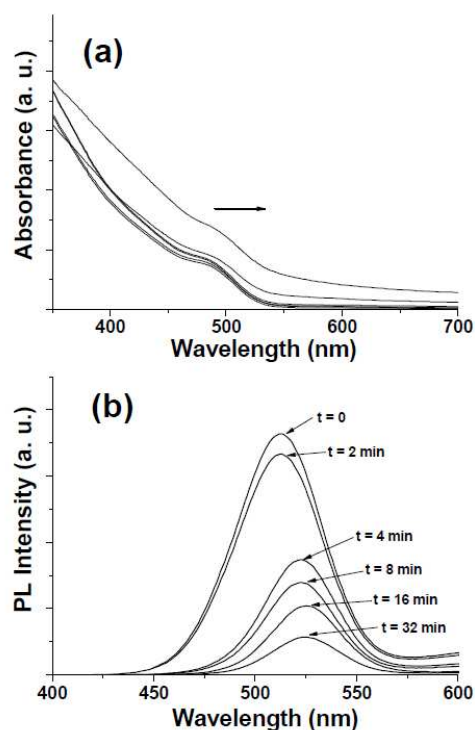 (a)
Absorbance (a. u.)
400
500
600
700
Wavelength (nm)
(b)
PL Intensity (a. u.)
t = 0
t = 2 min
t = 4 min
t = 8 min
t = 16 min
t = 32 min
400
450
500
550
600
Wavelength (nm)